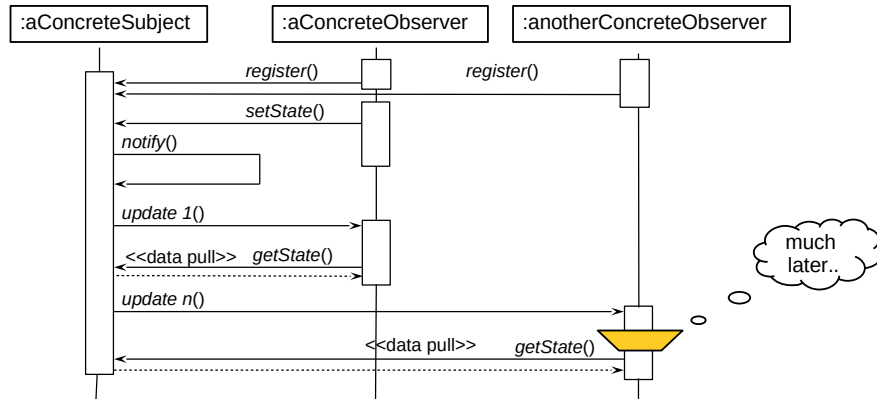 :aConcreteSubject :aConcreteObserver :anotherConcreteObserver
register() register()
setState()
notify()
update 1()
<<data pull>> getState()
update n()
<<data pull>> getState()
much
later..